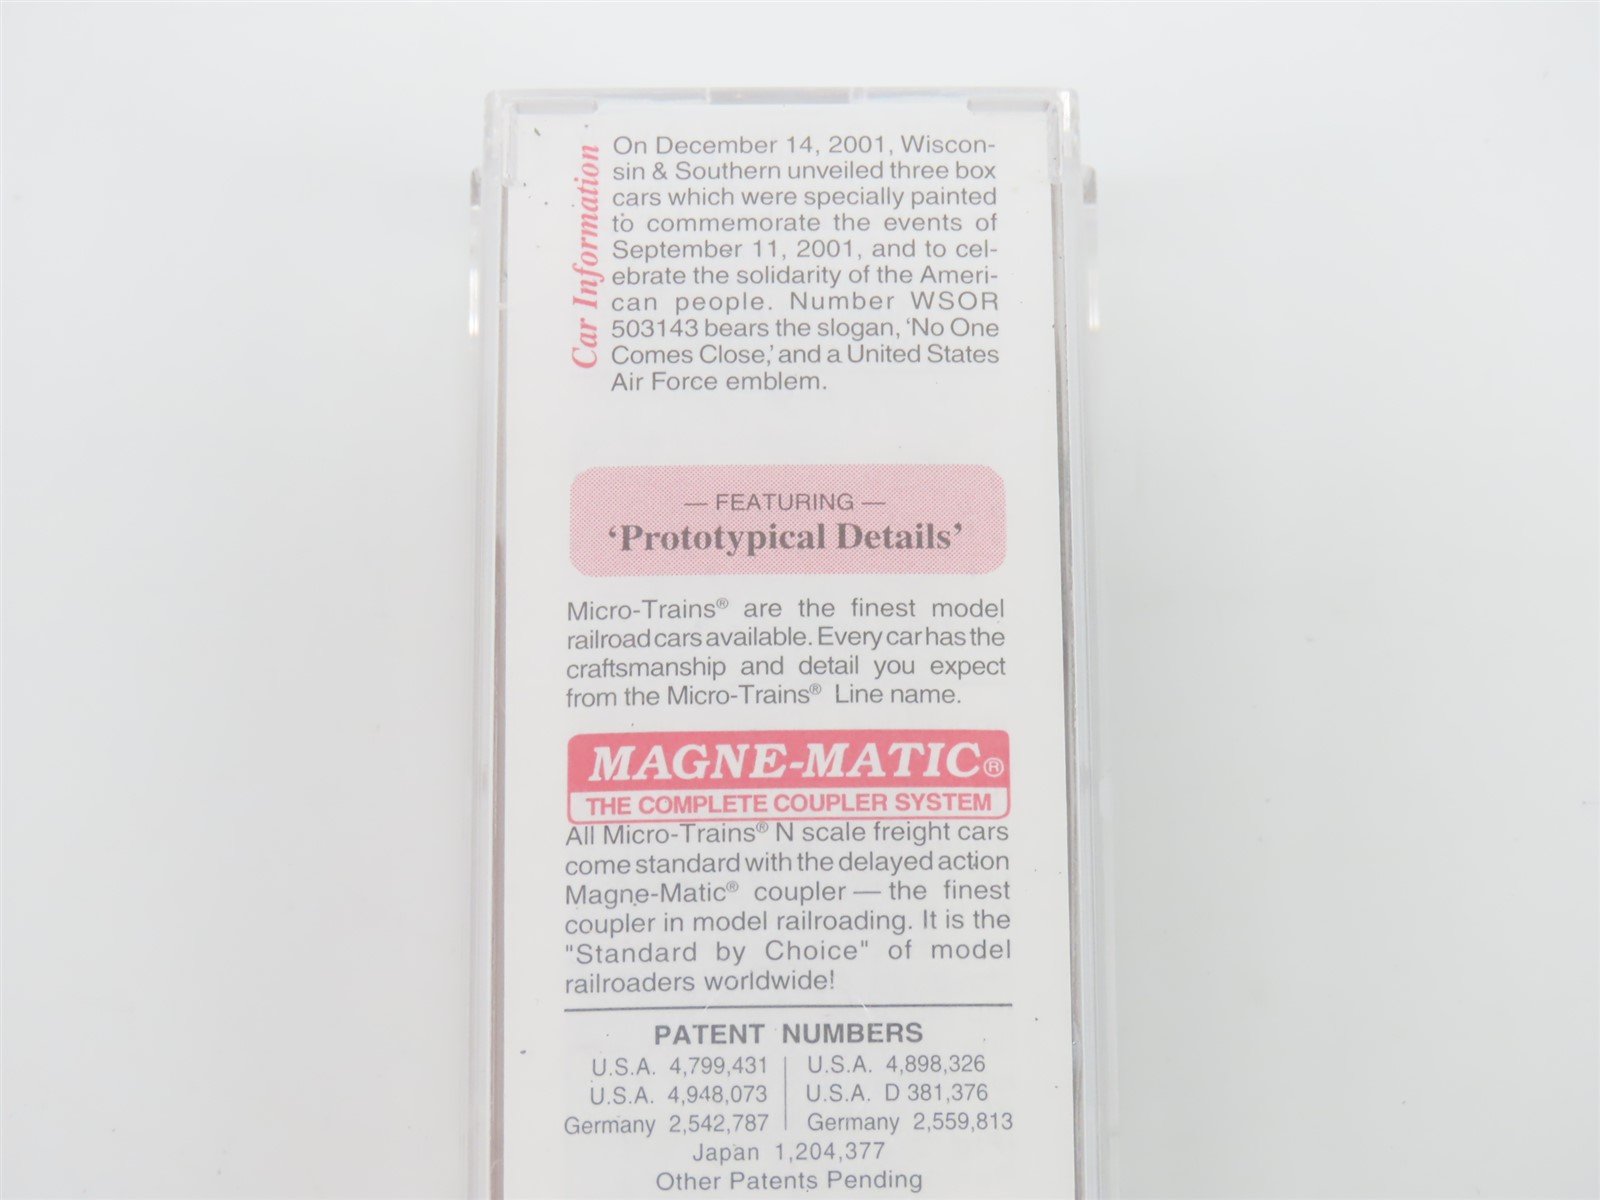 Car Information
On December 14, 2001, Wiscon-
sin & Southern unveiled three box
cars which were specially painted
to commemorate the events of
September 11, 2001, and to cel-
ebrate the solidarity of the Ameri-
can people. Number WSOR
503143 bears the slogan, ‘No One
Comes Close,’ and a United States
Air Force emblem.
— FEATURING —
‘Prototypical Details’
Micro-Trains® are the finest model
railroad cars available. Every car has the
craftsmanship and detail you expect
from the Micro-Trains® Line name.
MAGNE-MATIC®
THE COMPLETE COUPLER SYSTEM
All Micro-Trains® N scale freight cars
come standard with the delayed action
Magne-Matic® coupler — the finest
coupler in model railroading. It is the
"Standard by Choice" of model
railroaders worldwide!
PATENT NUMBERS
U.S.A. 4,799,431 | U.S.A. 4,898,326
U.S.A. 4,948,073 | U.S.A. D 381,376
Germany 2,542,787 | Germany 2,559,813
Japan 1,204,377
Other Patents Pending